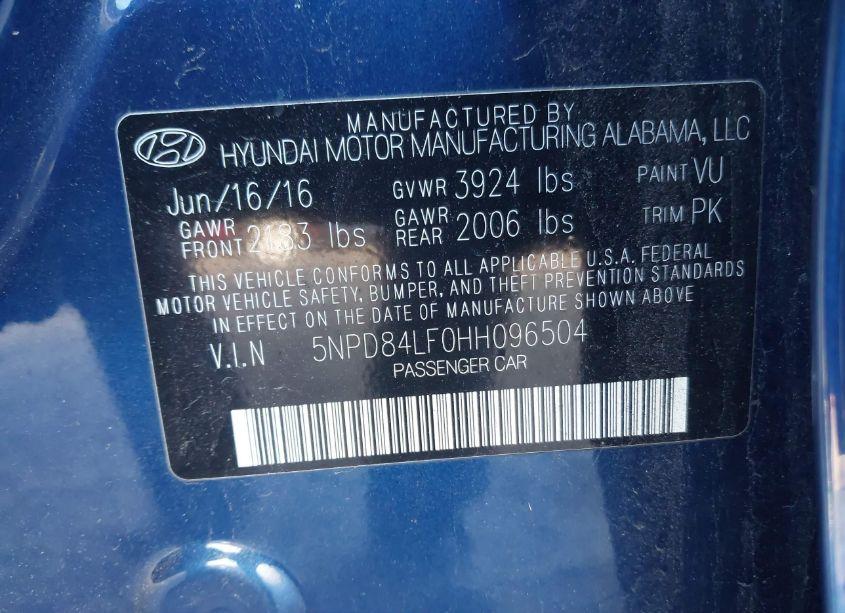 MANUFACTURED BY
HYUNDAI MOTOR MANUFACTURING ALABAMA, LLC
Jun/16/16 GVWR 3924 lbs PAINT VU
GAWR FRONT 2183 lbs GAWR REAR 2006 lbs TRIM PK
THIS VEHICLE CONFORMS TO ALL APPLICABLE U.S.A. FEDERAL
MOTOR VEHICLE SAFETY, BUMPER, AND THEFT PREVENTION STANDARDS
IN EFFECT ON THE DATE OF MANUFACTURE SHOWN ABOVE
V.I.N 5NPD84LF0HH096504
PASSENGER CAR